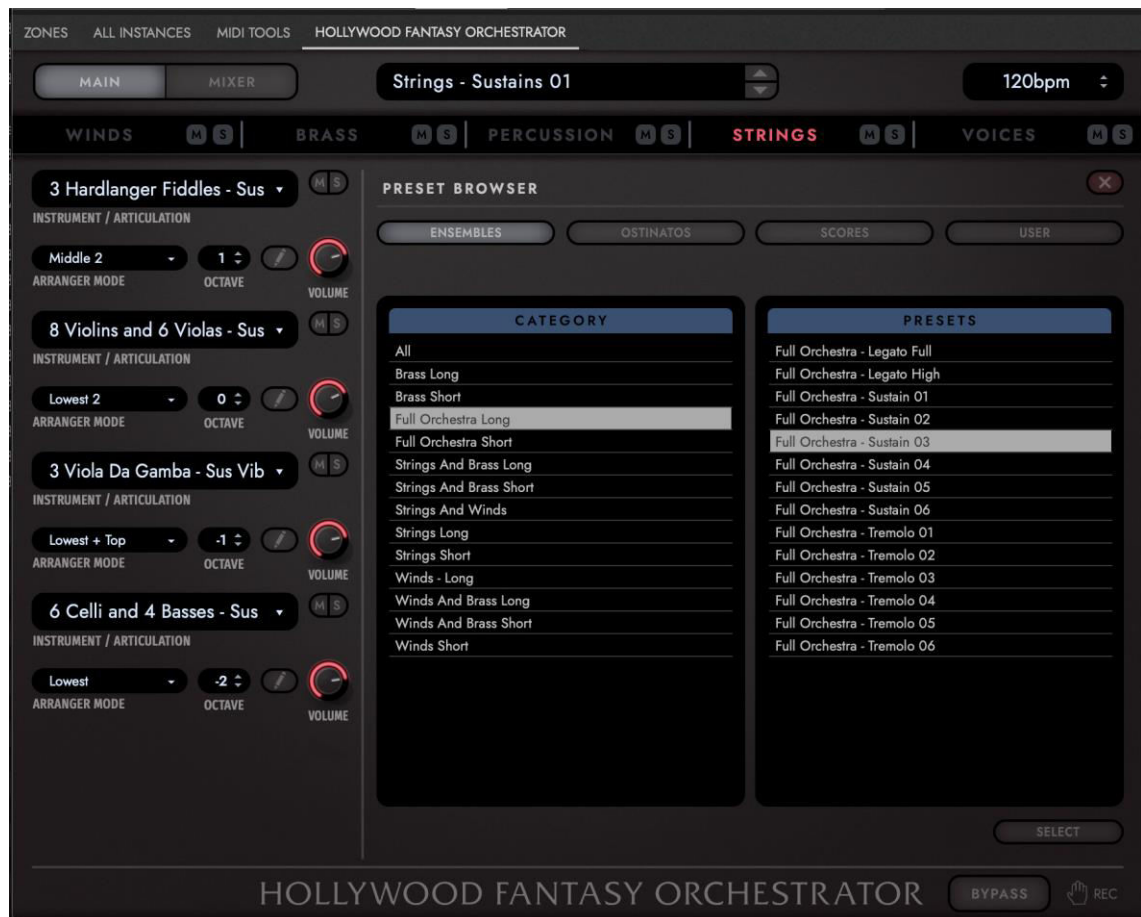 ZONES ALL INSTANCES MIDI TOOLS HOLLYWOOD FANTASY ORCHESTRATOR
MAIN MIXER Strings - Sustains 01 120bpm
WINDS M S BRASS M S PERCUSSION M S STRINGS M S VOICES M S
3 Hardlanger Fiddles - Sus M S
INSTRUMENT / ARTICULATION
Middle 2 1
ARRANGER MODE OCTAVE VOLUME
8 Violins and 6 Violas - Sus M S
INSTRUMENT / ARTICULATION
Lowest 2 0
ARRANGER MODE OCTAVE VOLUME
3 Viola Da Gamba - Sus Vib M S
INSTRUMENT / ARTICULATION
Lowest + Top -1
ARRANGER MODE OCTAVE VOLUME
6 Celli and 4 Basses - Sus M S
INSTRUMENT / ARTICULATION
Lowest -2
ARRANGER MODE OCTAVE VOLUME
PRESET BROWSER
ENSEMBLES OSTINATOS SCORES USER
CATEGORY
All
Brass Long
Brass Short
Full Orchestra Long
Full Orchestra Short
Strings And Brass Long
Strings And Brass Short
Strings And Winds
Strings Long
Strings Short
Winds - Long
Winds And Brass Long
Winds And Brass Short
Winds Short
PRESETS
Full Orchestra - Legato Full
Full Orchestra - Legato High
Full Orchestra - Sustain 01
Full Orchestra - Sustain 02
Full Orchestra - Sustain 03
Full Orchestra - Sustain 04
Full Orchestra - Sustain 05
Full Orchestra - Sustain 06
Full Orchestra - Tremolo 01
Full Orchestra - Tremolo 02
Full Orchestra - Tremolo 03
Full Orchestra - Tremolo 04
Full Orchestra - Tremolo 05
Full Orchestra - Tremolo 06
SELECT
HOLLYWOOD FANTASY ORCHESTRATOR BYPASS REC